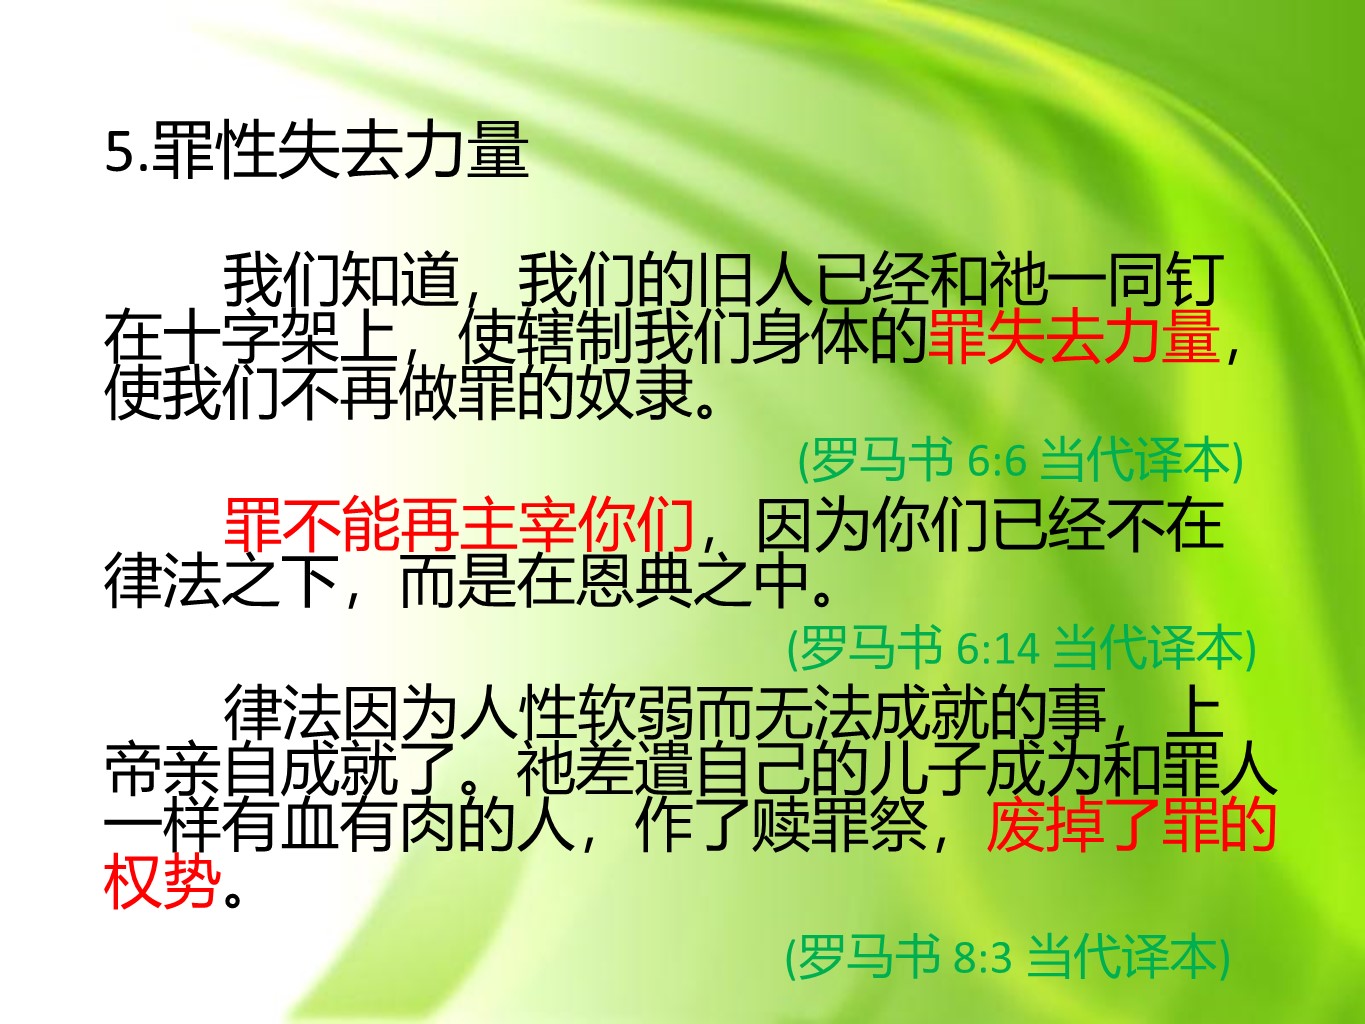 5.罪性失去力量
我们知道，我们的旧人已经和祂一同钉
在十字架上，使辖制我们身体的罪失去力量，
使我们不再做罪的奴隶。
(罗马书 6:6 当代译本)
罪不能再主宰你们，因为你们已经不在
律法之下，而是在恩典之中。
(罗马书 6:14 当代译本)
律法因为人性软弱而无法成就的事，上
帝亲自成就了。祂差遣自己的儿子成为和罪人
一样有血有肉的人，作了赎罪祭，废掉了罪的
权势。
(罗马书 8:3 当代译本)